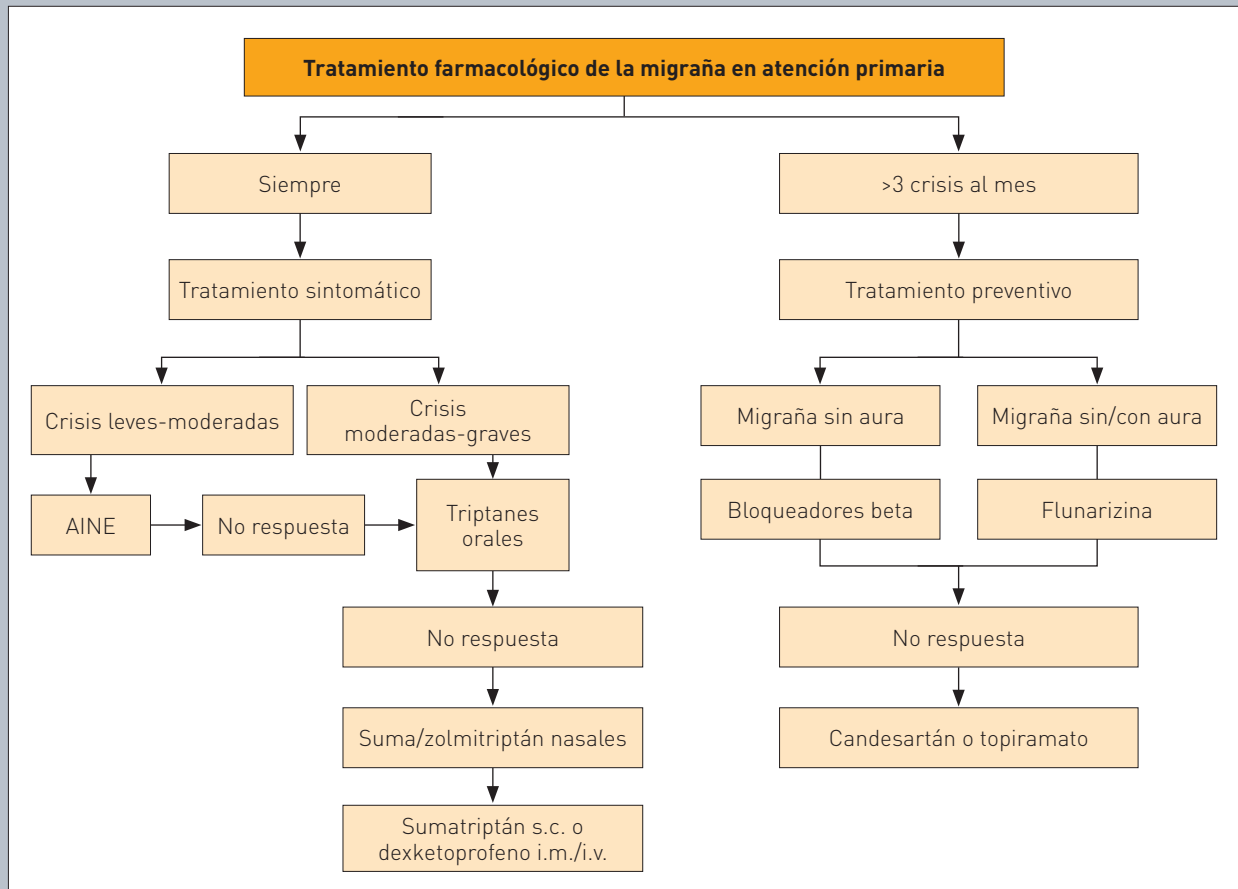 Tratamiento farmacológico de la migraña en atención primaria
Siempre
>3 crisis al mes
Tratamiento sintomático
Tratamiento preventivo
Crisis leves-moderadas
Crisis
moderadas-graves
Migraña sin aura
Migraña sin/con aura
AINE
No respuesta
Triptanes
orales
Bloqueadores beta
Flunarizina
No respuesta
No respuesta
Suma/zolmitriptán nasales
Candesartán o topiramato
Sumatriptán s.c. o
dexketoprofeno i.m./i.v.